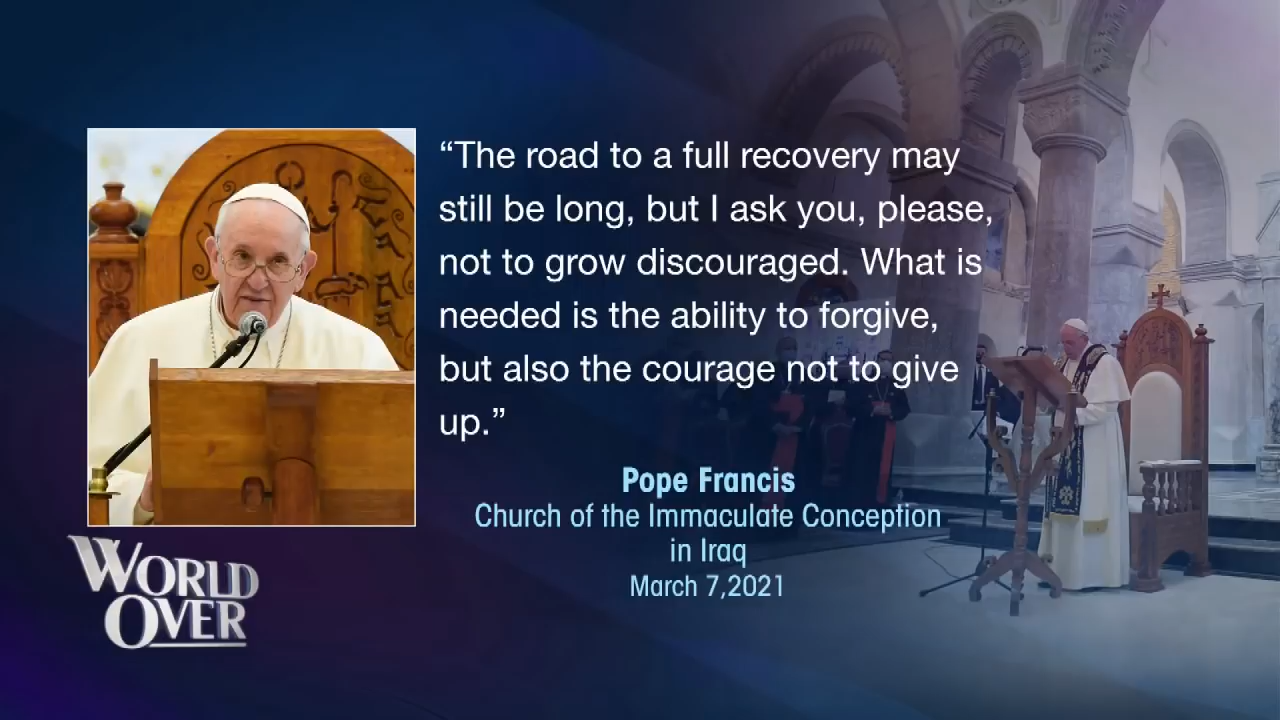 “The road to a full recovery may
still be long, but I ask you, please,
not to grow discouraged. What is
needed is the ability to forgive,
but also the courage not to give
up.”
Pope Francis
Church of the Immaculate Conception
in Iraq
March 7,2021
WORLD
OVER